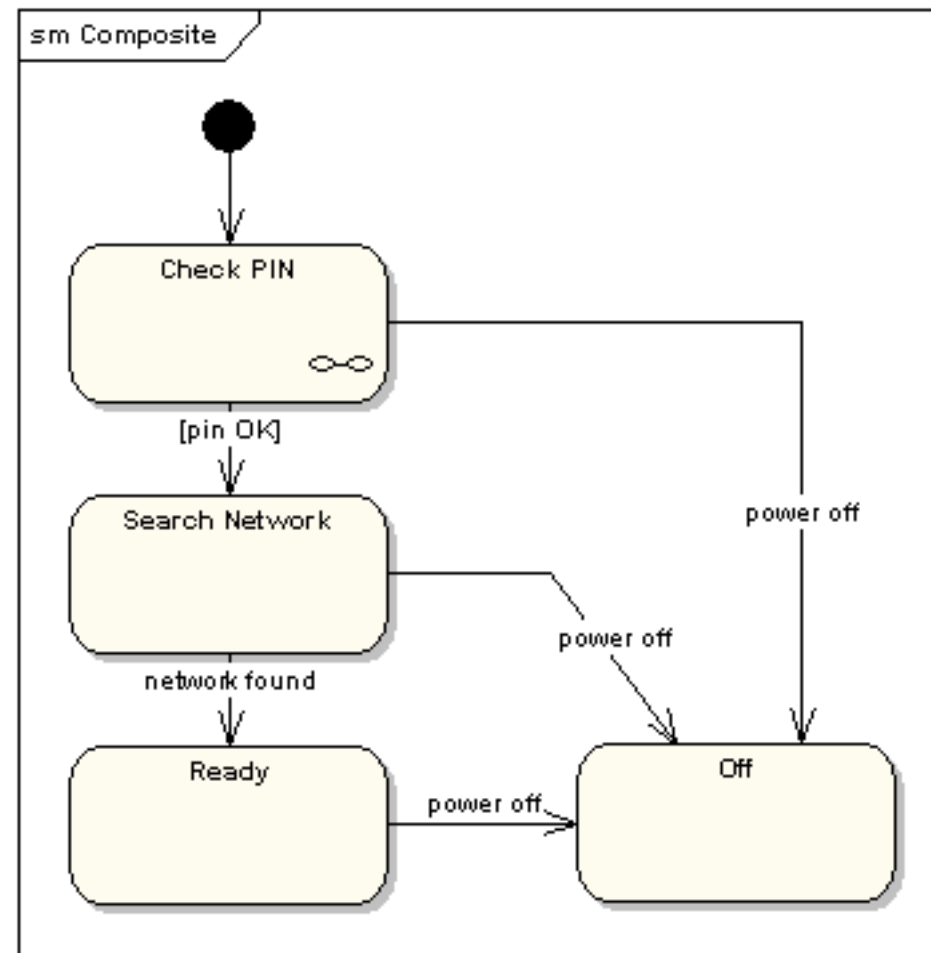 sm Composite
Check PIN
[pin OK]
Search Network
power off
power off
network found
Ready
Off
power off